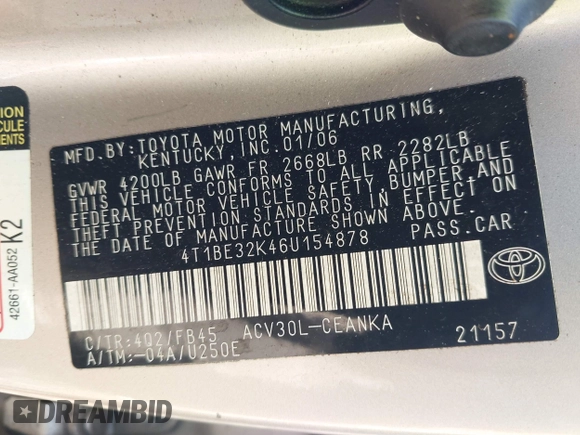 MFD.BY:TOYOTA MOTOR MANUFACTURING,
KENTUCKY,INC.01/06
GVWR 4200LB GAWR FR 2668LB RR 2282LB
THIS VEHICLE CONFORMS TO ALL APPLICABLE
FEDERAL MOTOR VEHICLE SAFETY,BUMPER,AND
THEFT PREVENTION STANDARDS IN EFFECT ON
THE DATE OF MANUFACTURE SHOWN ABOVE.
4T1BE32K46U154878 PASS.CAR
C/TR:4Q2/FB45 ACV30L-CEANKA
A/TM:-04A/U250E 21157
TOYOTA
42661-AA052 K2
DREAMBID